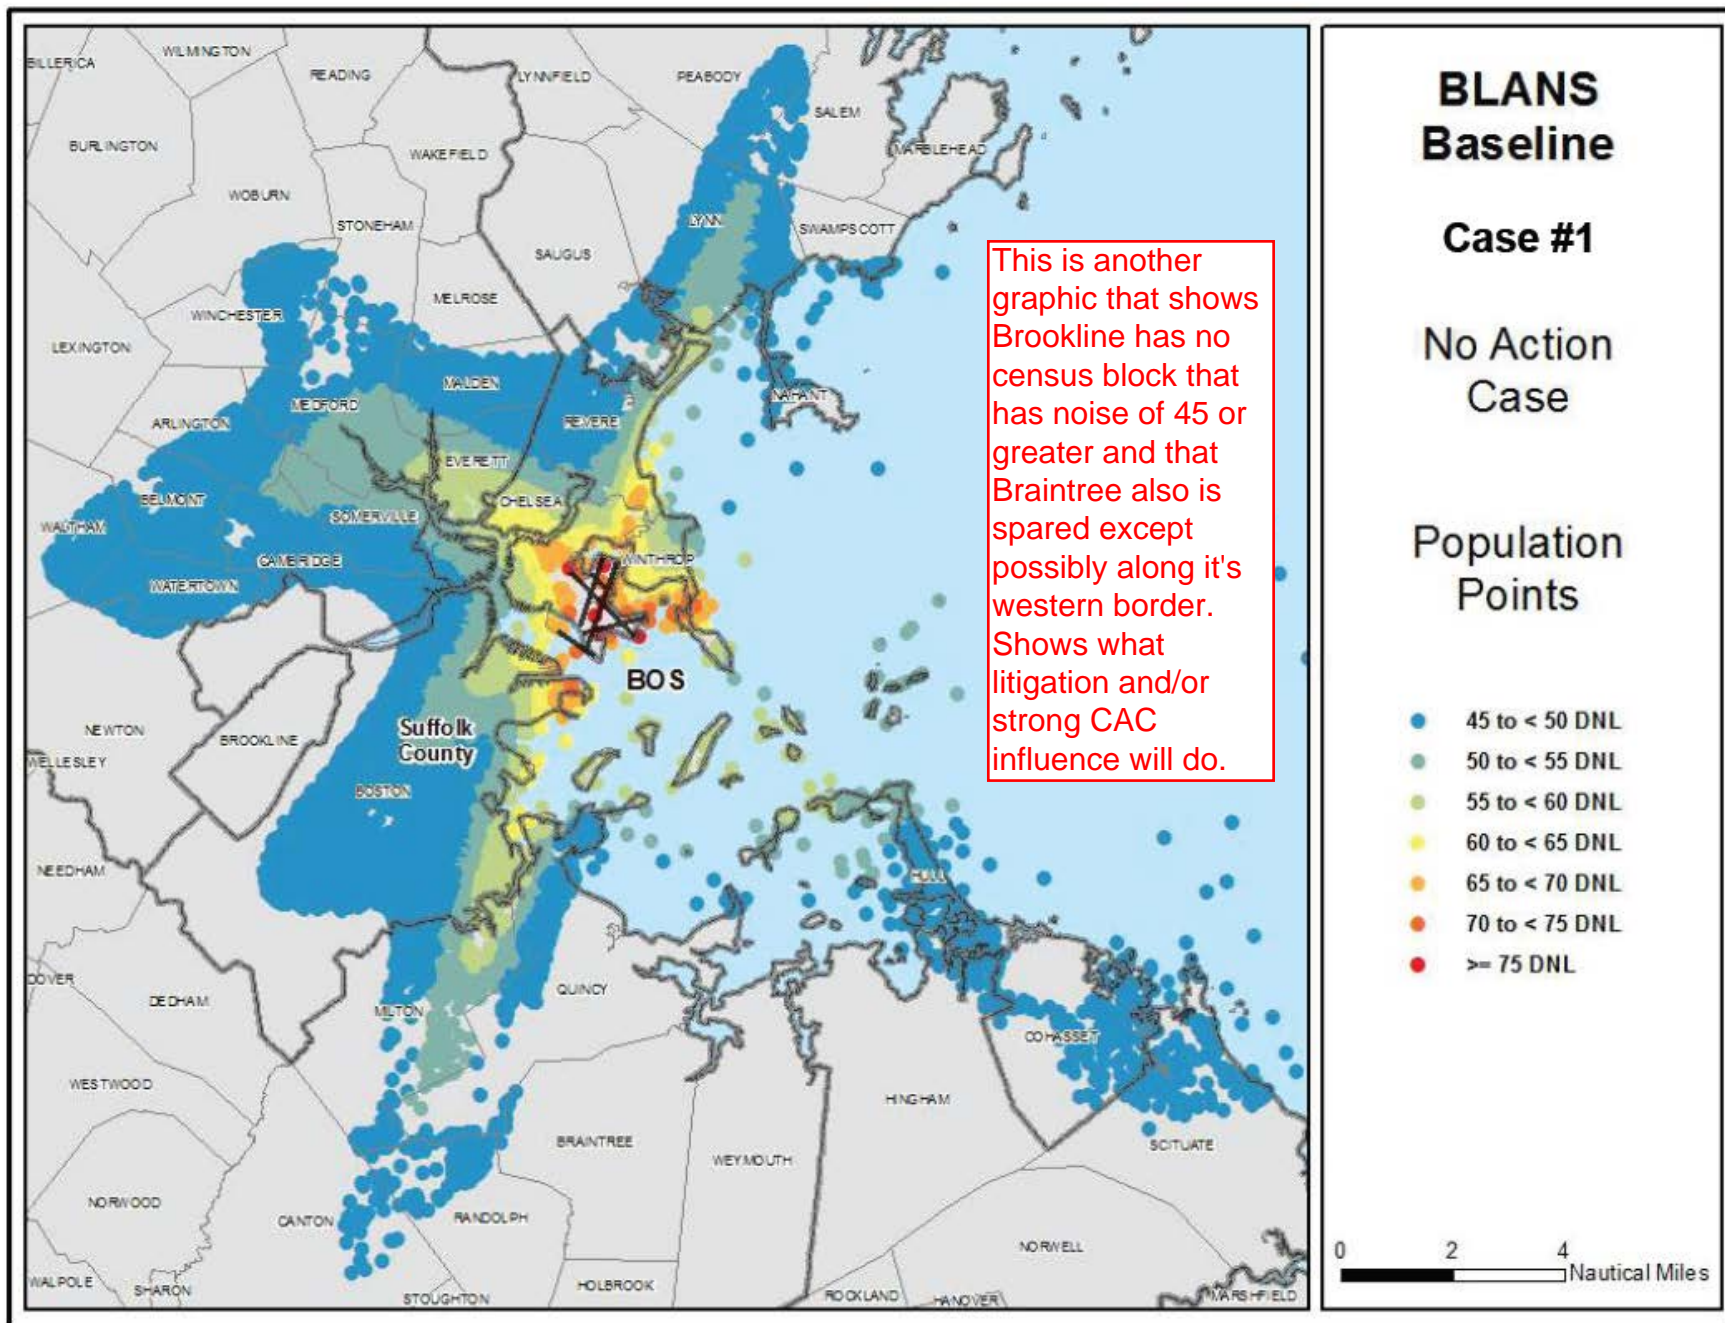 BILLERICA
WILMINGTON
READING
LYNNFIELD
PEABODY
SALEM
MARBLEHEAD
BURLINGTON
WAKEFIELD
WOBURN
STONEHAM
LYNN
SWAMPSCOTT
SAUGUS
MELROSE
WINCHESTER
LEXINGTON
MALDEN
NAHANT
MEDFORD
ARLINGTON
REVERE
EVERETT
CHELSEA
BELMONT
SOMERVILLE
WALTHAM
CAMBRIDGE
WINTHROP
WATERTOWN
BOS
NEWTON
BROOKLINE
Suffolk
County
WELLESLEY
BOSTON
NEEDHAM
HULL
DOVER
DEDHAM
QUINCY
MILTON
COHASSET
WESTWOOD
HINGHAM
BRAINTREE
SCITUATE
WEYMOUTH
NORWOOD
CANTON
RANDOLPH
NORWELL
WALPOLE
SHARON
HOLBROOK
STOUGHTON
ROCKLAND
HANOVER
MARSHFIELD
This is another
graphic that shows
Brookline has no
census block that
has noise of 45 or
greater and that
Braintree also is
spared except
possibly along it's
western border.
Shows what
litigation and/or
strong CAC
influence will do.
BLANS
Baseline
Case #1
No Action
Case
Population
Points
45 to < 50 DNL
50 to < 55 DNL
55 to < 60 DNL
60 to < 65 DNL
65 to < 70 DNL
70 to < 75 DNL
>= 75 DNL
0 2 4
Nautical Miles